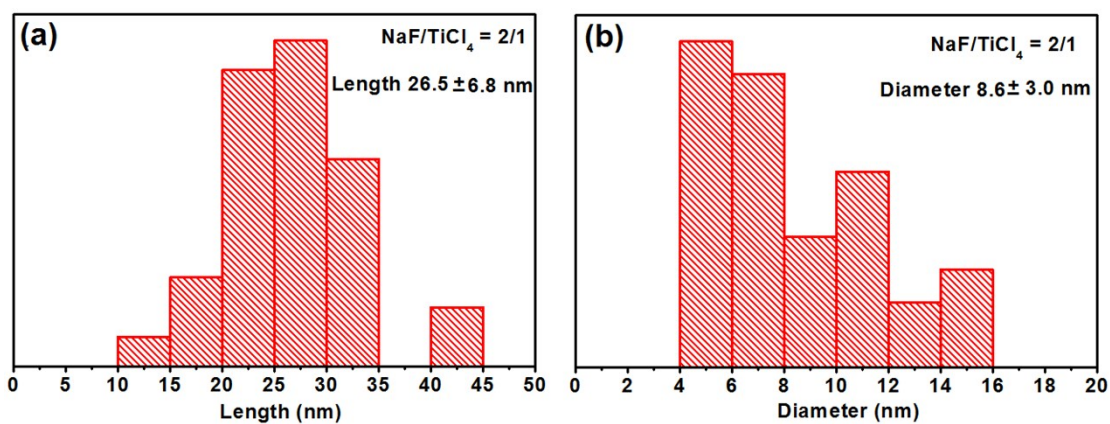 (a)
NaF/TiCl₄ = 2/1
Length 26.5 ± 6.8 nm
0 5 10 15 20 25 30 35 40 45 50
Length (nm)
(b)
NaF/TiCl₄ = 2/1
Diameter 8.6 ± 3.0 nm
0 2 4 6 8 10 12 14 16 18 20
Diameter (nm)